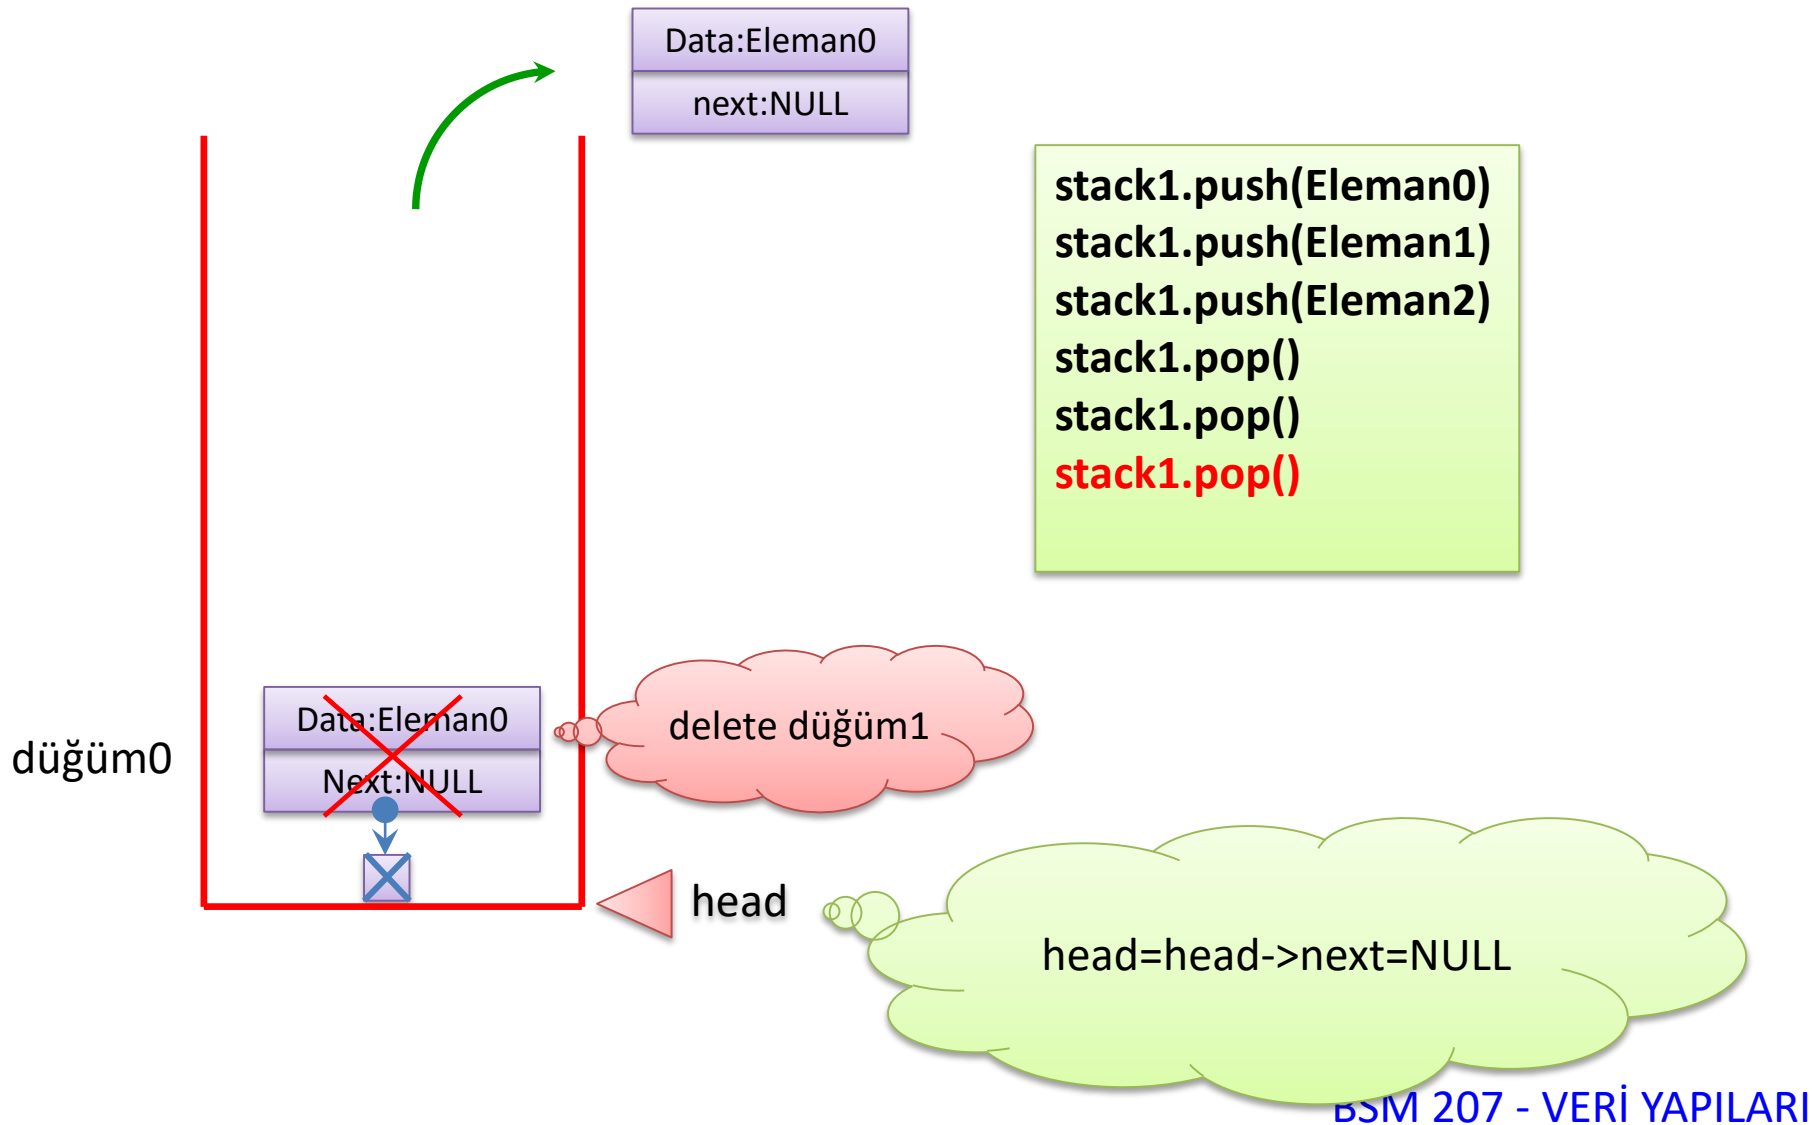 Data:Eleman0
next:NULL
stack1.push(Eleman0)
stack1.push(Eleman1)
stack1.push(Eleman2)
stack1.pop()
stack1.pop()
stack1.pop()
düğüm0
Data:Eleman0
Next:NULL
delete düğüm1
head
head=head->next=NULL
BSM 207 - VERİ YAPILARI